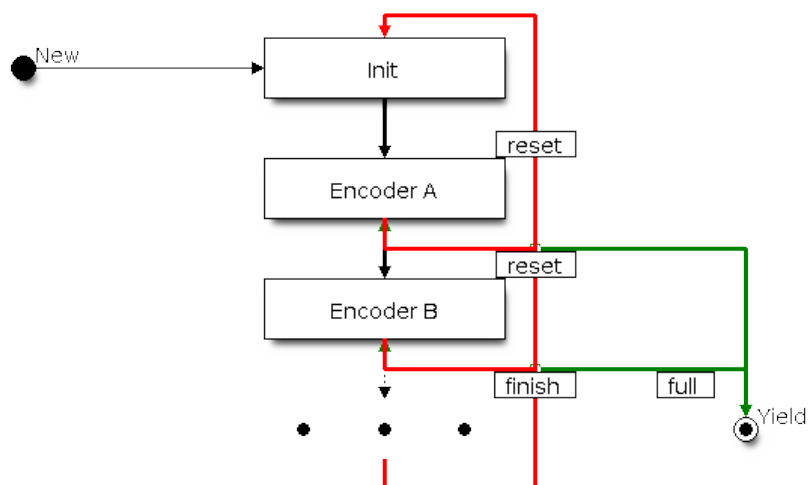 New
Init
reset
Encoder A
reset
Encoder B
finish
full
Yield